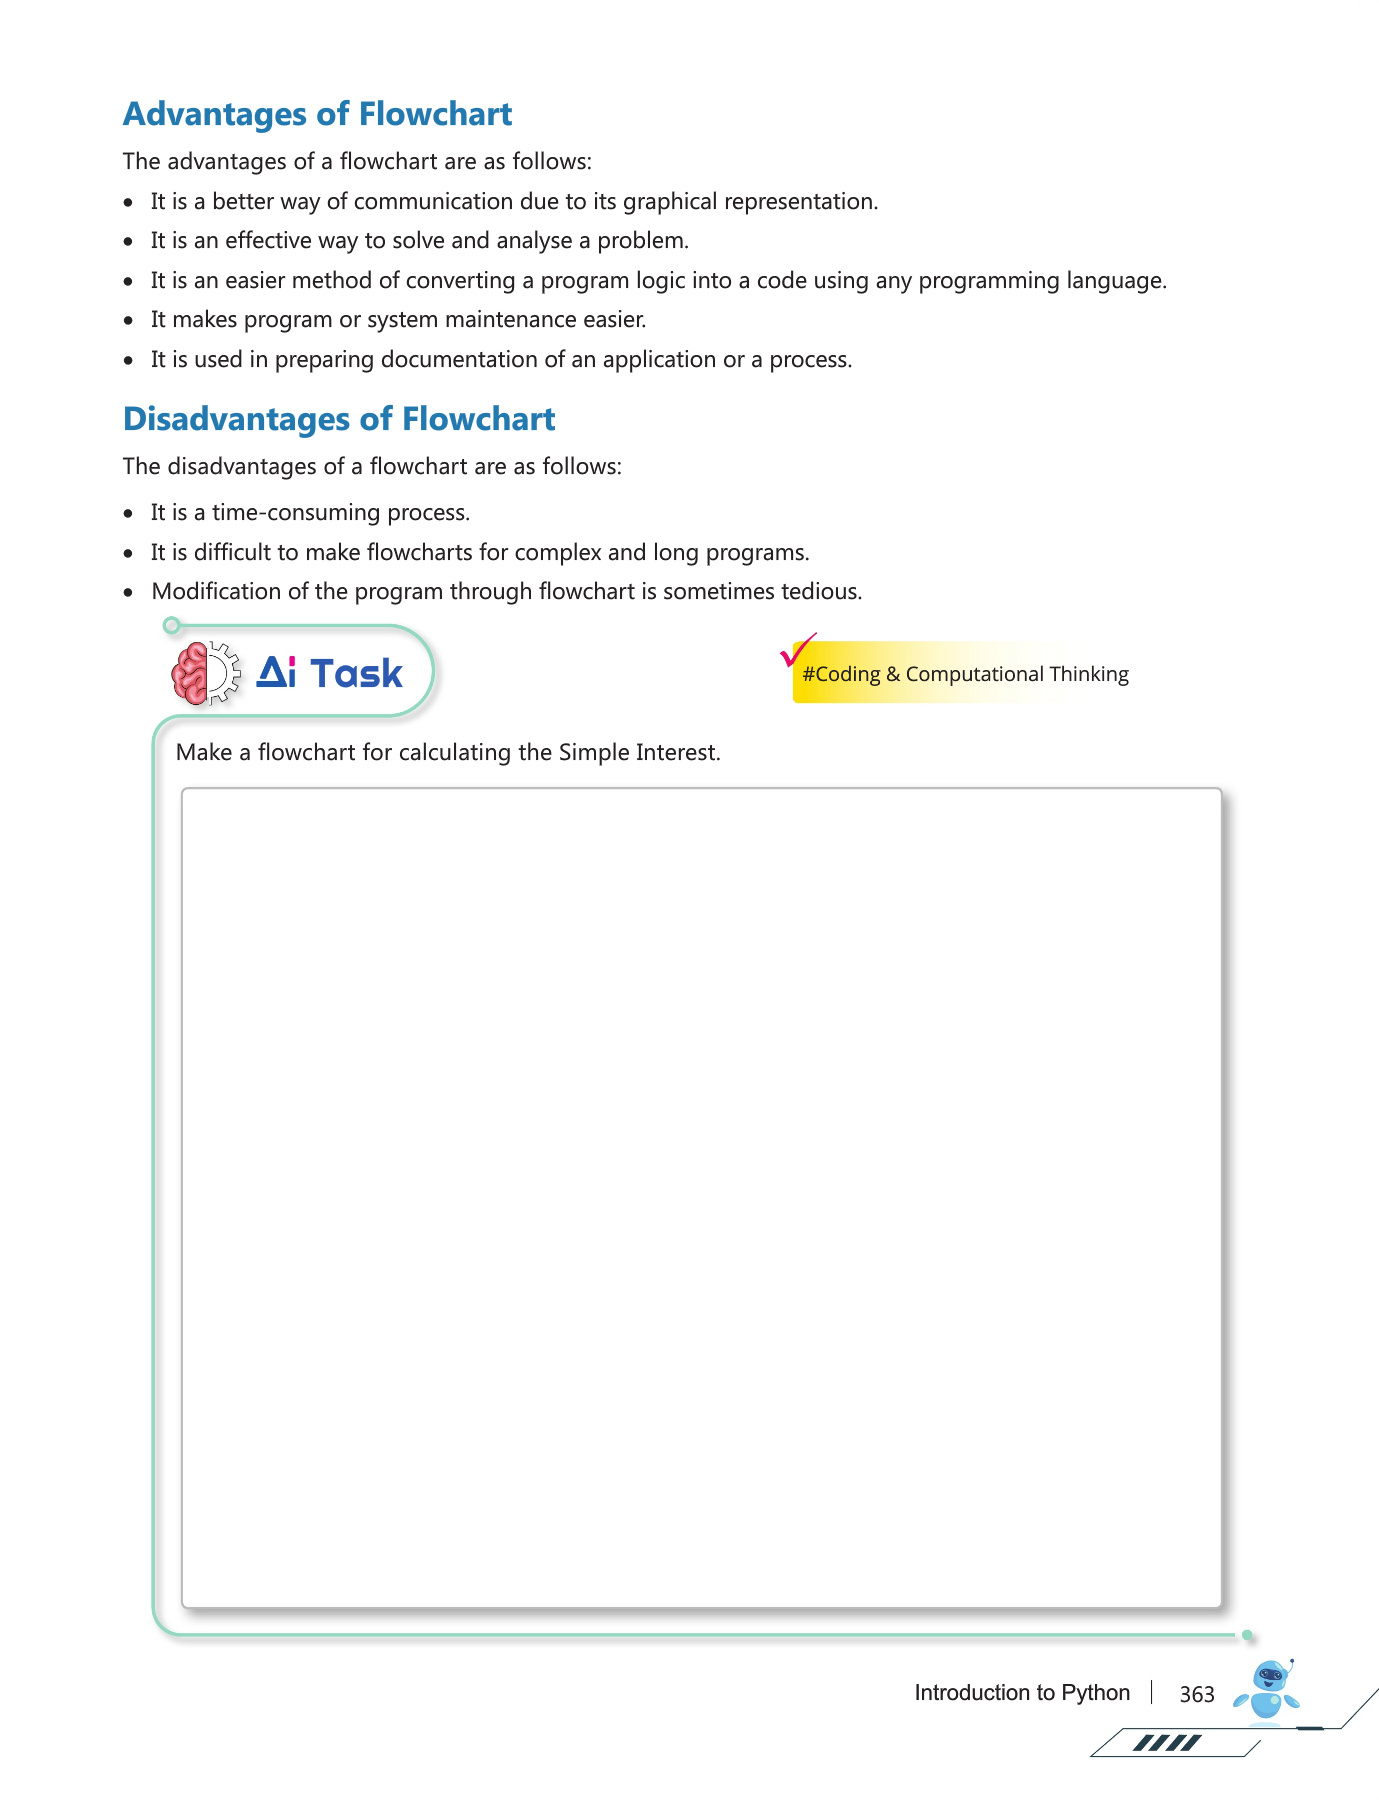 Advantages of Flowchart
The advantages of a flowchart are as follows:
• It is a better way of communication due to its graphical representation.
• It is an effective way to solve and analyse a problem.
• It is an easier method of converting a program logic into a code using any programming language.
• It makes program or system maintenance easier.
• It is used in preparing documentation of an application or a process.
Disadvantages of Flowchart
The disadvantages of a flowchart are as follows:
• It is a time-consuming process.
• It is difficult to make flowcharts for complex and long programs.
• Modification of the program through flowchart is sometimes tedious.
Ai Task
#Coding & Computational Thinking
Make a flowchart for calculating the Simple Interest.
Introduction to Python
363